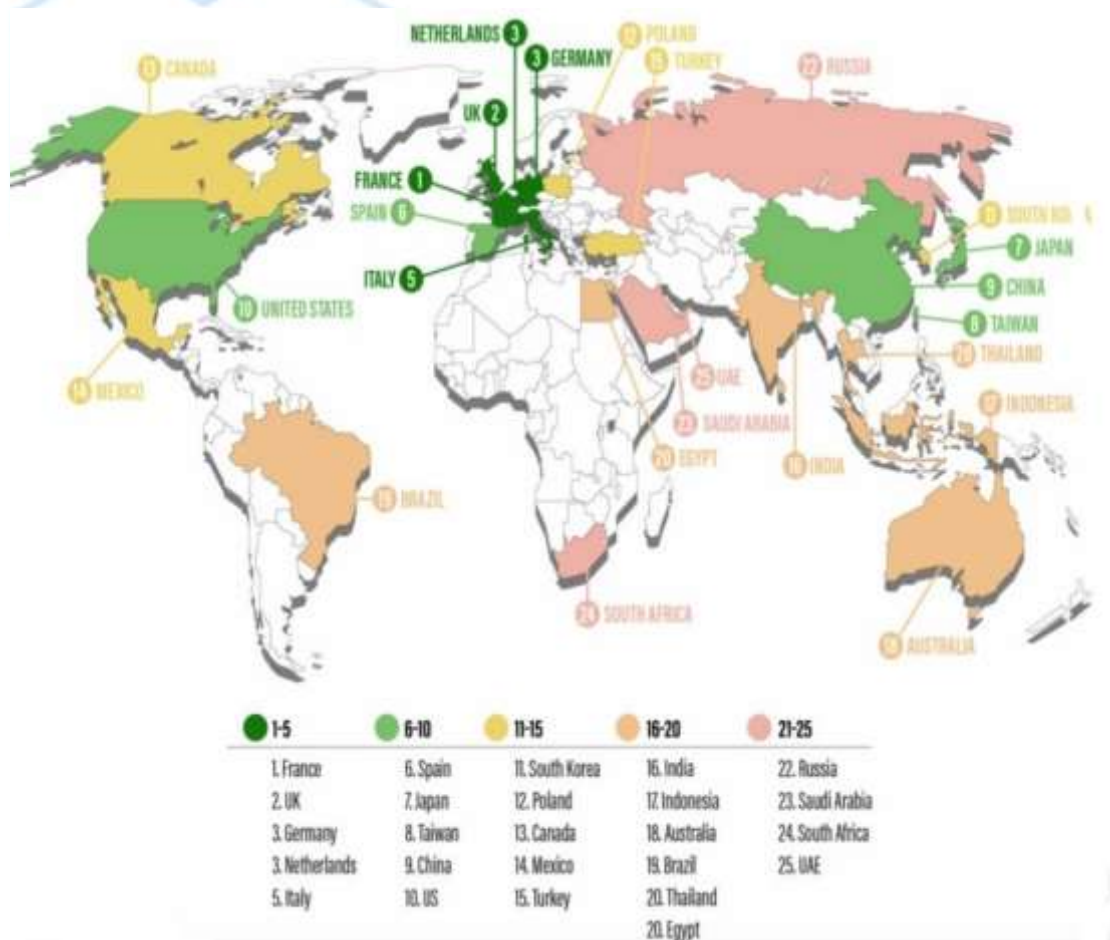 NETHERLANDS 3
3 GERMANY
12 POLAND
15 TURKEY
13 CANADA
22 RUSSIA
UK 2
FRANCE 1
SPAIN 6
ITALY 5
11 SOUTH
7 JAPAN
9 CHINA
8 TAIWAN
20 THAILAND
10 UNITED STATES
14 MEXICO
25 UAE
23 SAUDI ARABIA
17 INDONESIA
20 EGYPT
16 INDIA
19 BRAZIL
24 SOUTH AFRICA
18 AUSTRALIA
1-5 6-10 11-15 16-20 21-25
1. France 6. Spain 11. South Korea 16. India 22. Russia
2. UK 7. Japan 12. Poland 17. Indonesia 23. Saudi Arabia
3. Germany 8. Taiwan 13. Canada 18. Australia 24. South Africa
3. Netherlands 9. China 14. Mexico 19. Brazil 25. UAE
5. Italy 10. US 15. Turkey 20. Thailand
20. Egypt